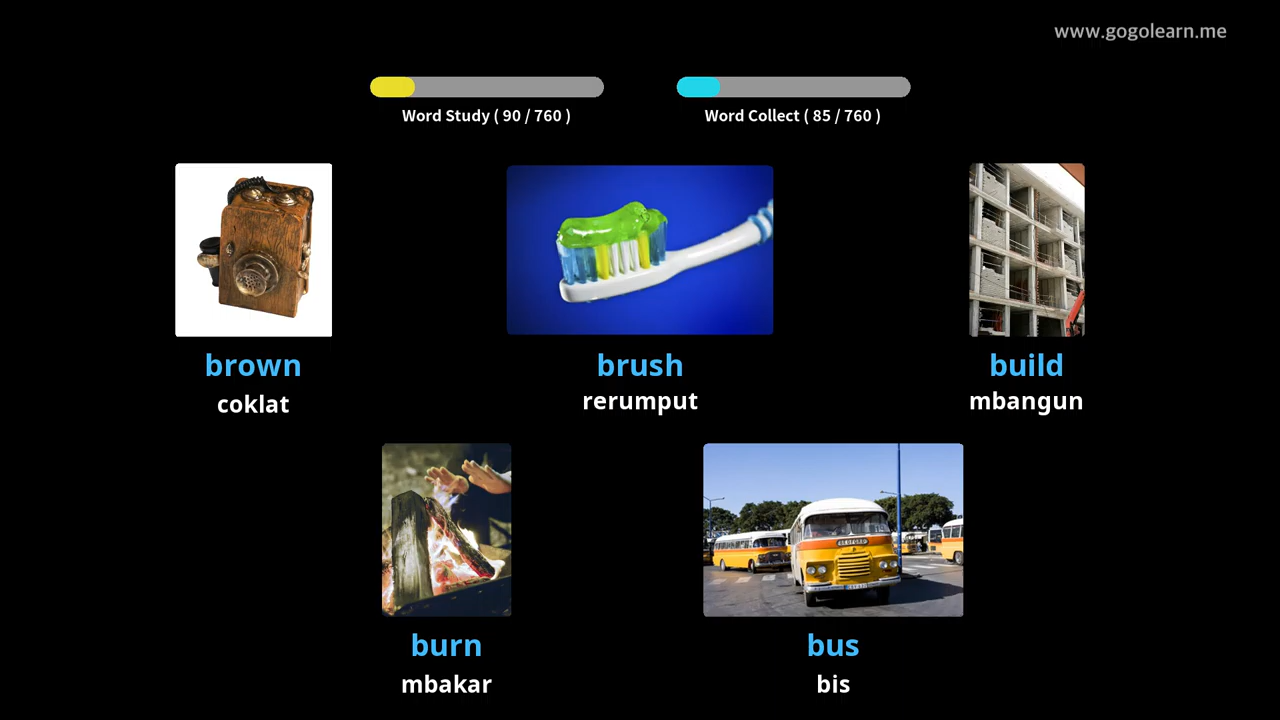 www.gogolearn.me
Word Study ( 90 / 760 )
Word Collect ( 85 / 760 )
brown
coklat
brush
rerumput
build
mbangun
BEDFORD
burn
mbakar
bus
bis